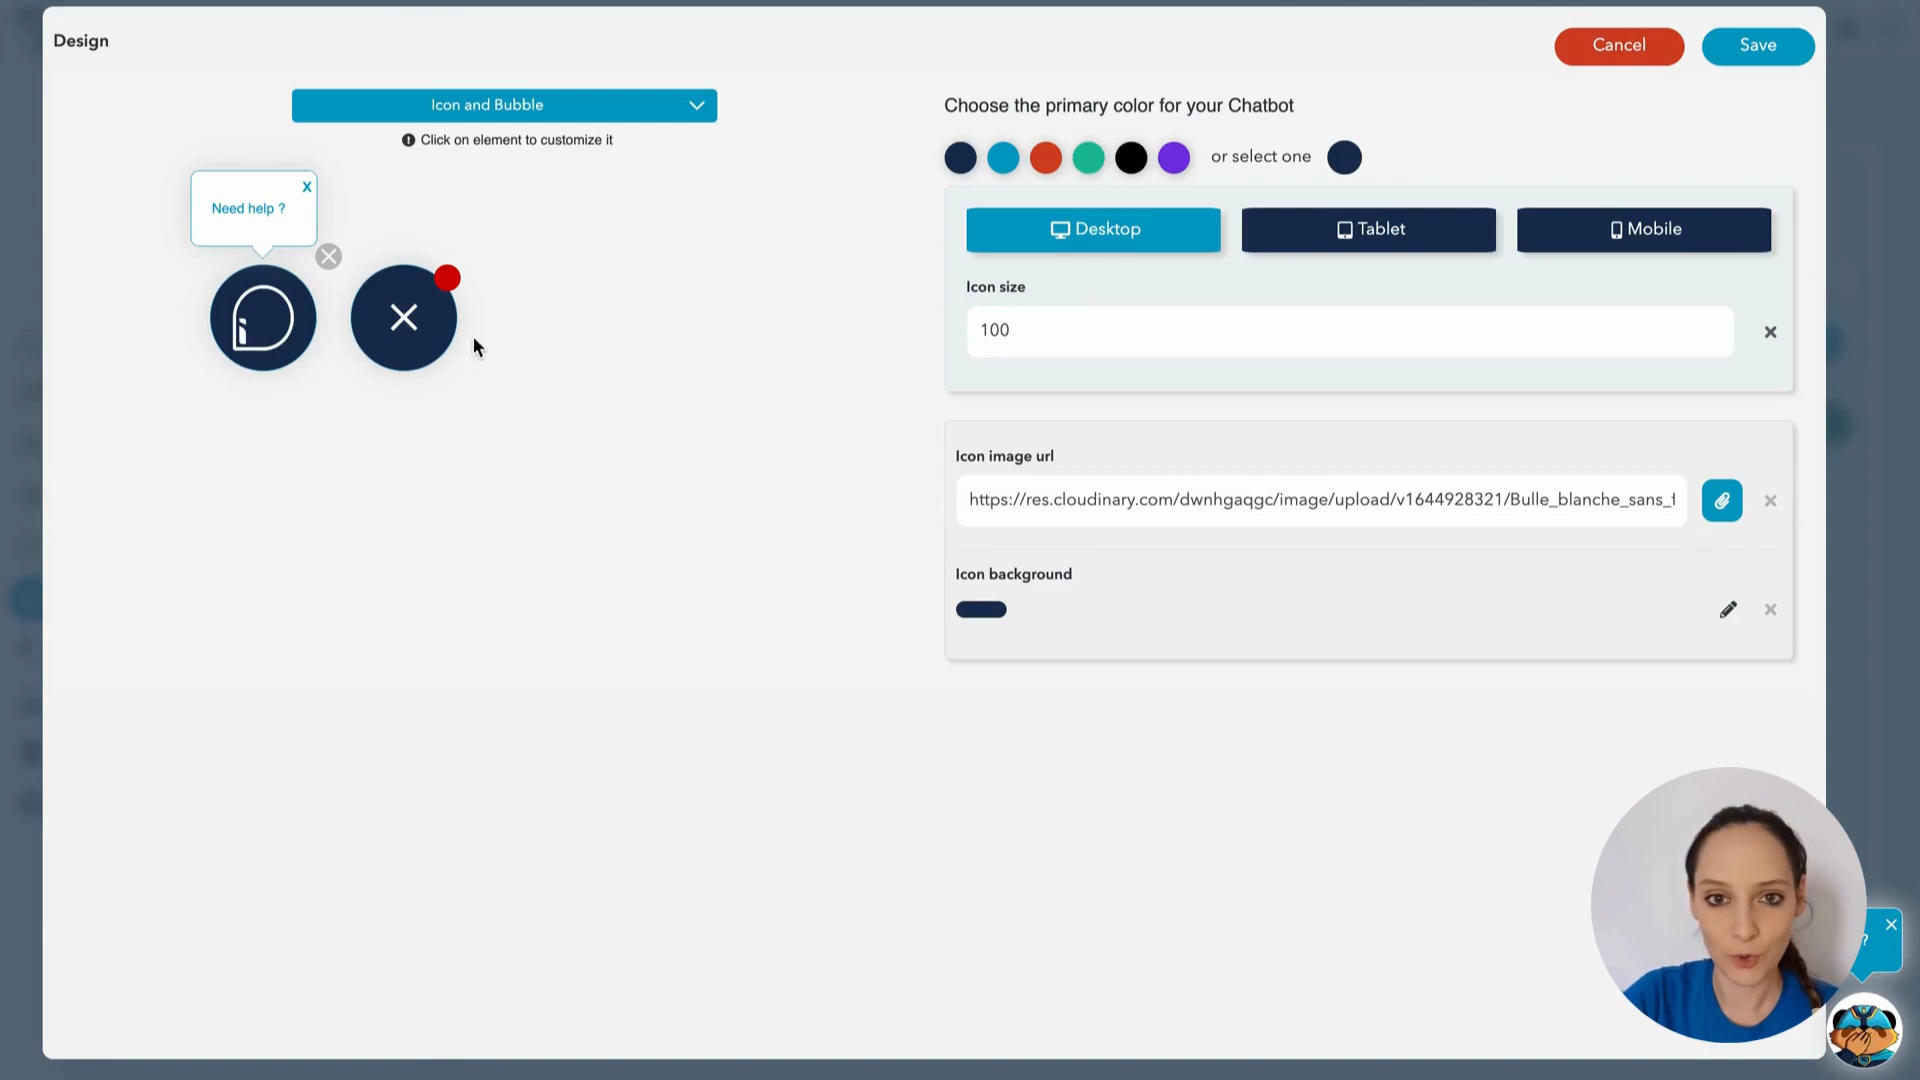 Design
Cancel
Save
Icon and Bubble
Click on element to customize it
Need help ?
X
Choose the primary color for your Chatbot
or select one
Desktop
Tablet
Mobile
Icon size
100
Icon image url
https://res.cloudinary.com/dwnhgaqgc/image/upload/v1644928321/Bulle_blanche_sans_
Icon background
?